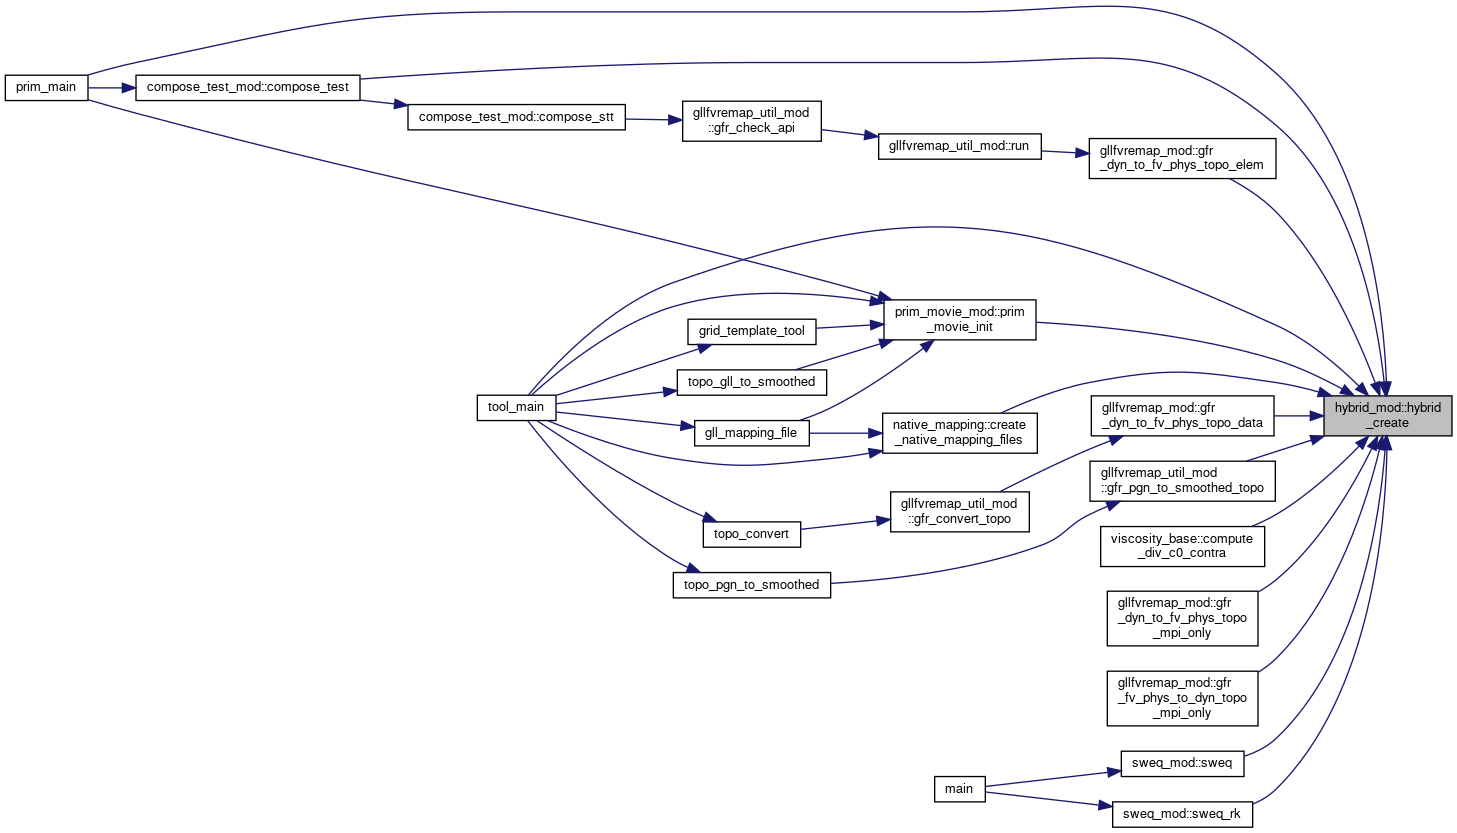 prim_main
compose_test_mod::compose_test
compose_test_mod::compose_stt
gllfvremap_util_mod
::gfr_check_api
gllfvremap_util_mod::run
gllfvremap_mod::gfr
_dyn_to_fv_phys_topo_elem
prim_movie_mod::prim
_movie_init
grid_template_tool
topo_gll_to_smoothed
tool_main
gll_mapping_file
native_mapping::create
_native_mapping_files
gllfvremap_mod::gfr
_dyn_to_fv_phys_topo_data
hybrid_mod::hybrid
_create
gllfvremap_util_mod
::gfr_pgn_to_smoothed_topo
gllfvremap_util_mod
::gfr_convert_topo
topo_convert
viscosity_base::compute
_div_c0_contra
topo_pgn_to_smoothed
gllfvremap_mod::gfr
_dyn_to_fv_phys_topo
_mpi_only
gllfvremap_mod::gfr
_fv_phys_to_dyn_topo
_mpi_only
sweq_mod::sweq
main
sweq_mod::sweq_rk